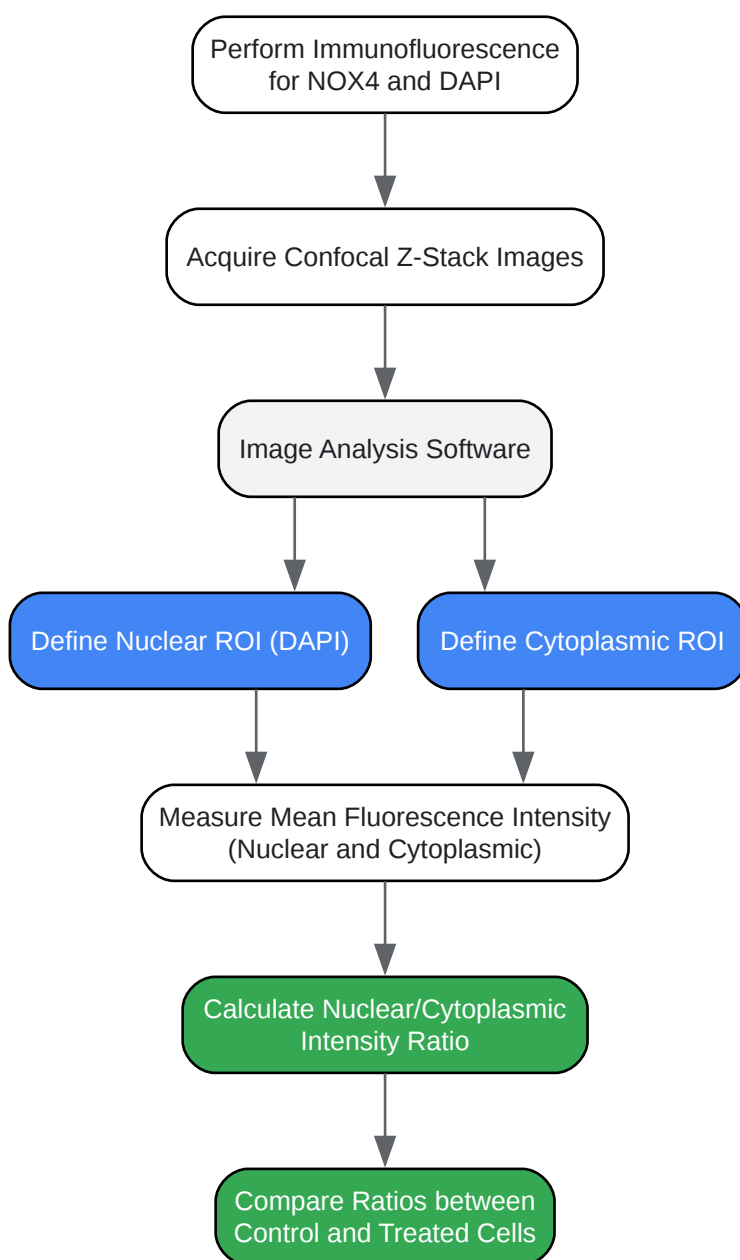 Perform Immunofluorescence
for NOX4 and DAPI
Acquire Confocal Z-Stack Images
Image Analysis Software
Define Nuclear ROI (DAPI)
Define Cytoplasmic ROI
Measure Mean Fluorescence Intensity
(Nuclear and Cytoplasmic)
Calculate Nuclear/Cytoplasmic
Intensity Ratio
Compare Ratios between
Control and Treated Cells